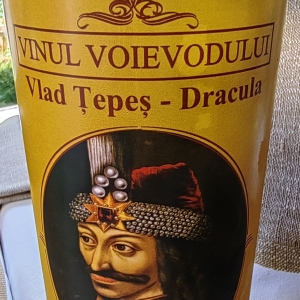 VINUL VOIEVODULUI
Vlad Țepeș - Dracula